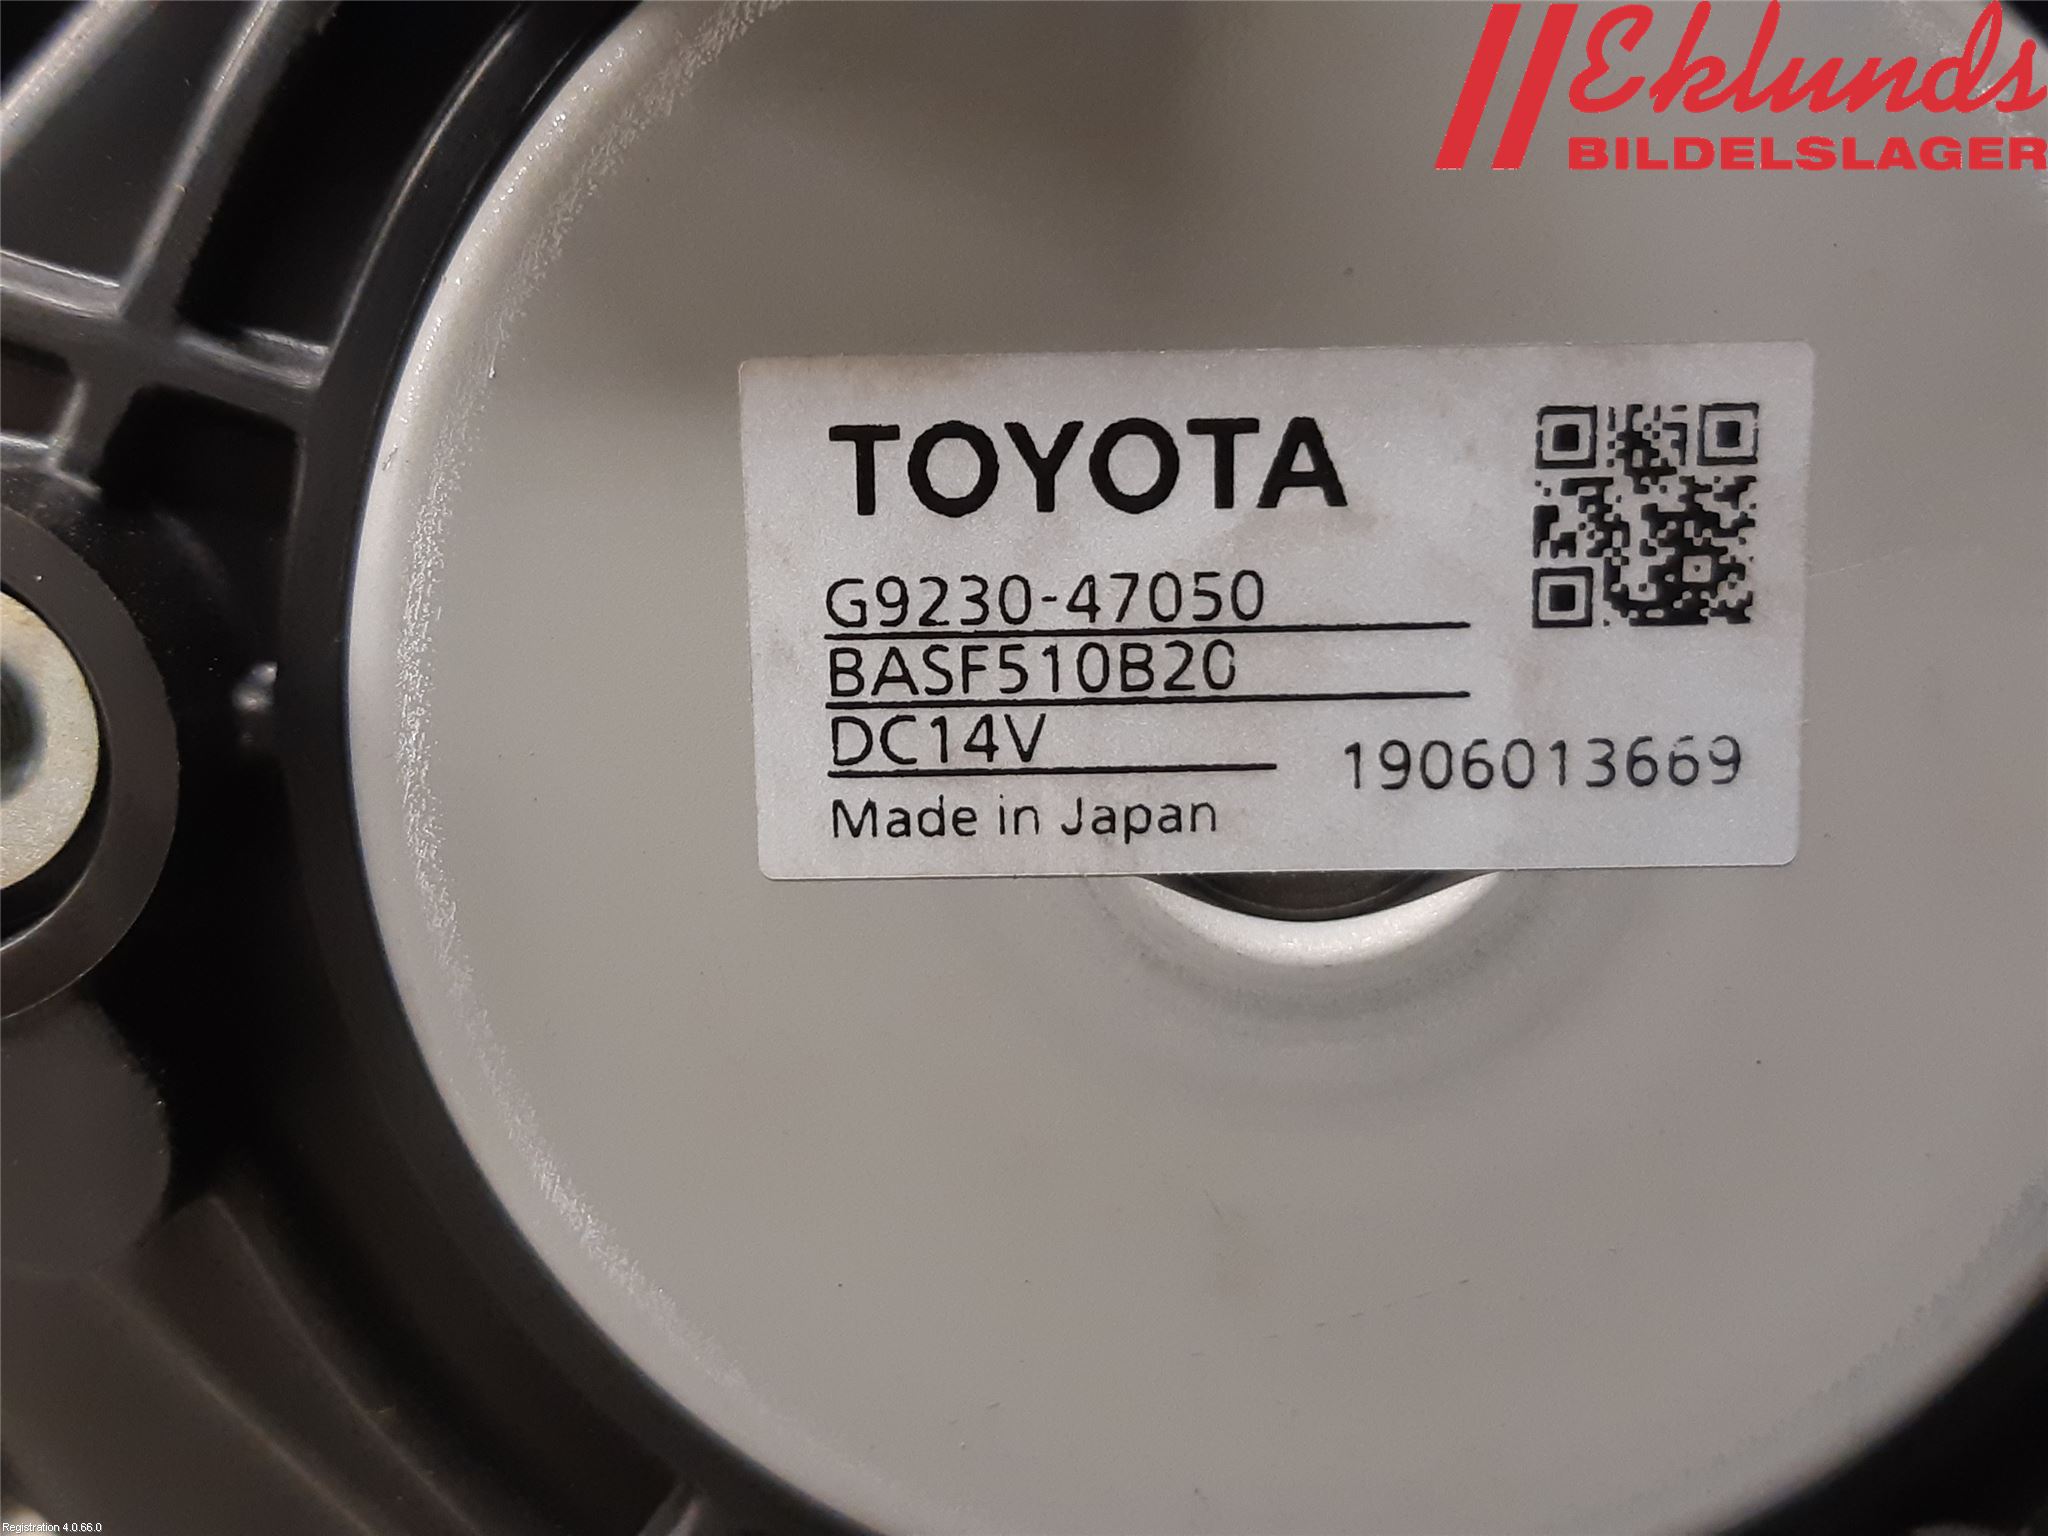 Eklunds
BILDELSLAGER
TOYOTA
G9230-47050
BASF510B20
DC14V
1906013669
Made in Japan
Registration 4.0.66.0